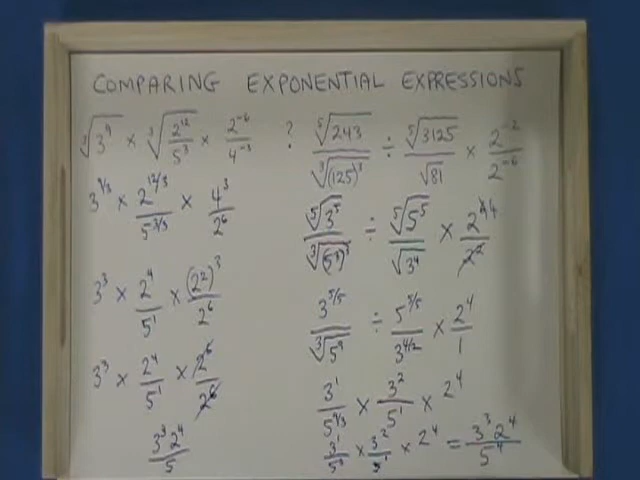 COMPARING EXPONENTIAL EXPRESSIONS
∛(3⁹) × ∛(2¹²/5³) × 2⁻⁶/4⁻³ ? ⁵√243/∛(125)³ ÷ ⁵√3125/√81 × 2⁻²/2⁻⁶
3^(9/3) × 2^(12/3)/5^(3/3) × 4³/2⁶
⁵√3⁵/∛(5³)³ ÷ ⁵√5⁵/√3⁴ × 2⁶ ⁴/2²
3³ × 2⁴/5¹ × (2²)³/2⁶
3^(5/5)/∛5⁹ ÷ 5^(5/5)/3^(4/2) × 2⁴/1
3³ × 2⁴/5¹ × 2⁶/2⁶
3¹/5^(9/3) × 3²/5¹ × 2⁴
3³2⁴/5
3¹/5³ × 3²/5¹ × 2⁴ = 3³2⁴/5⁴